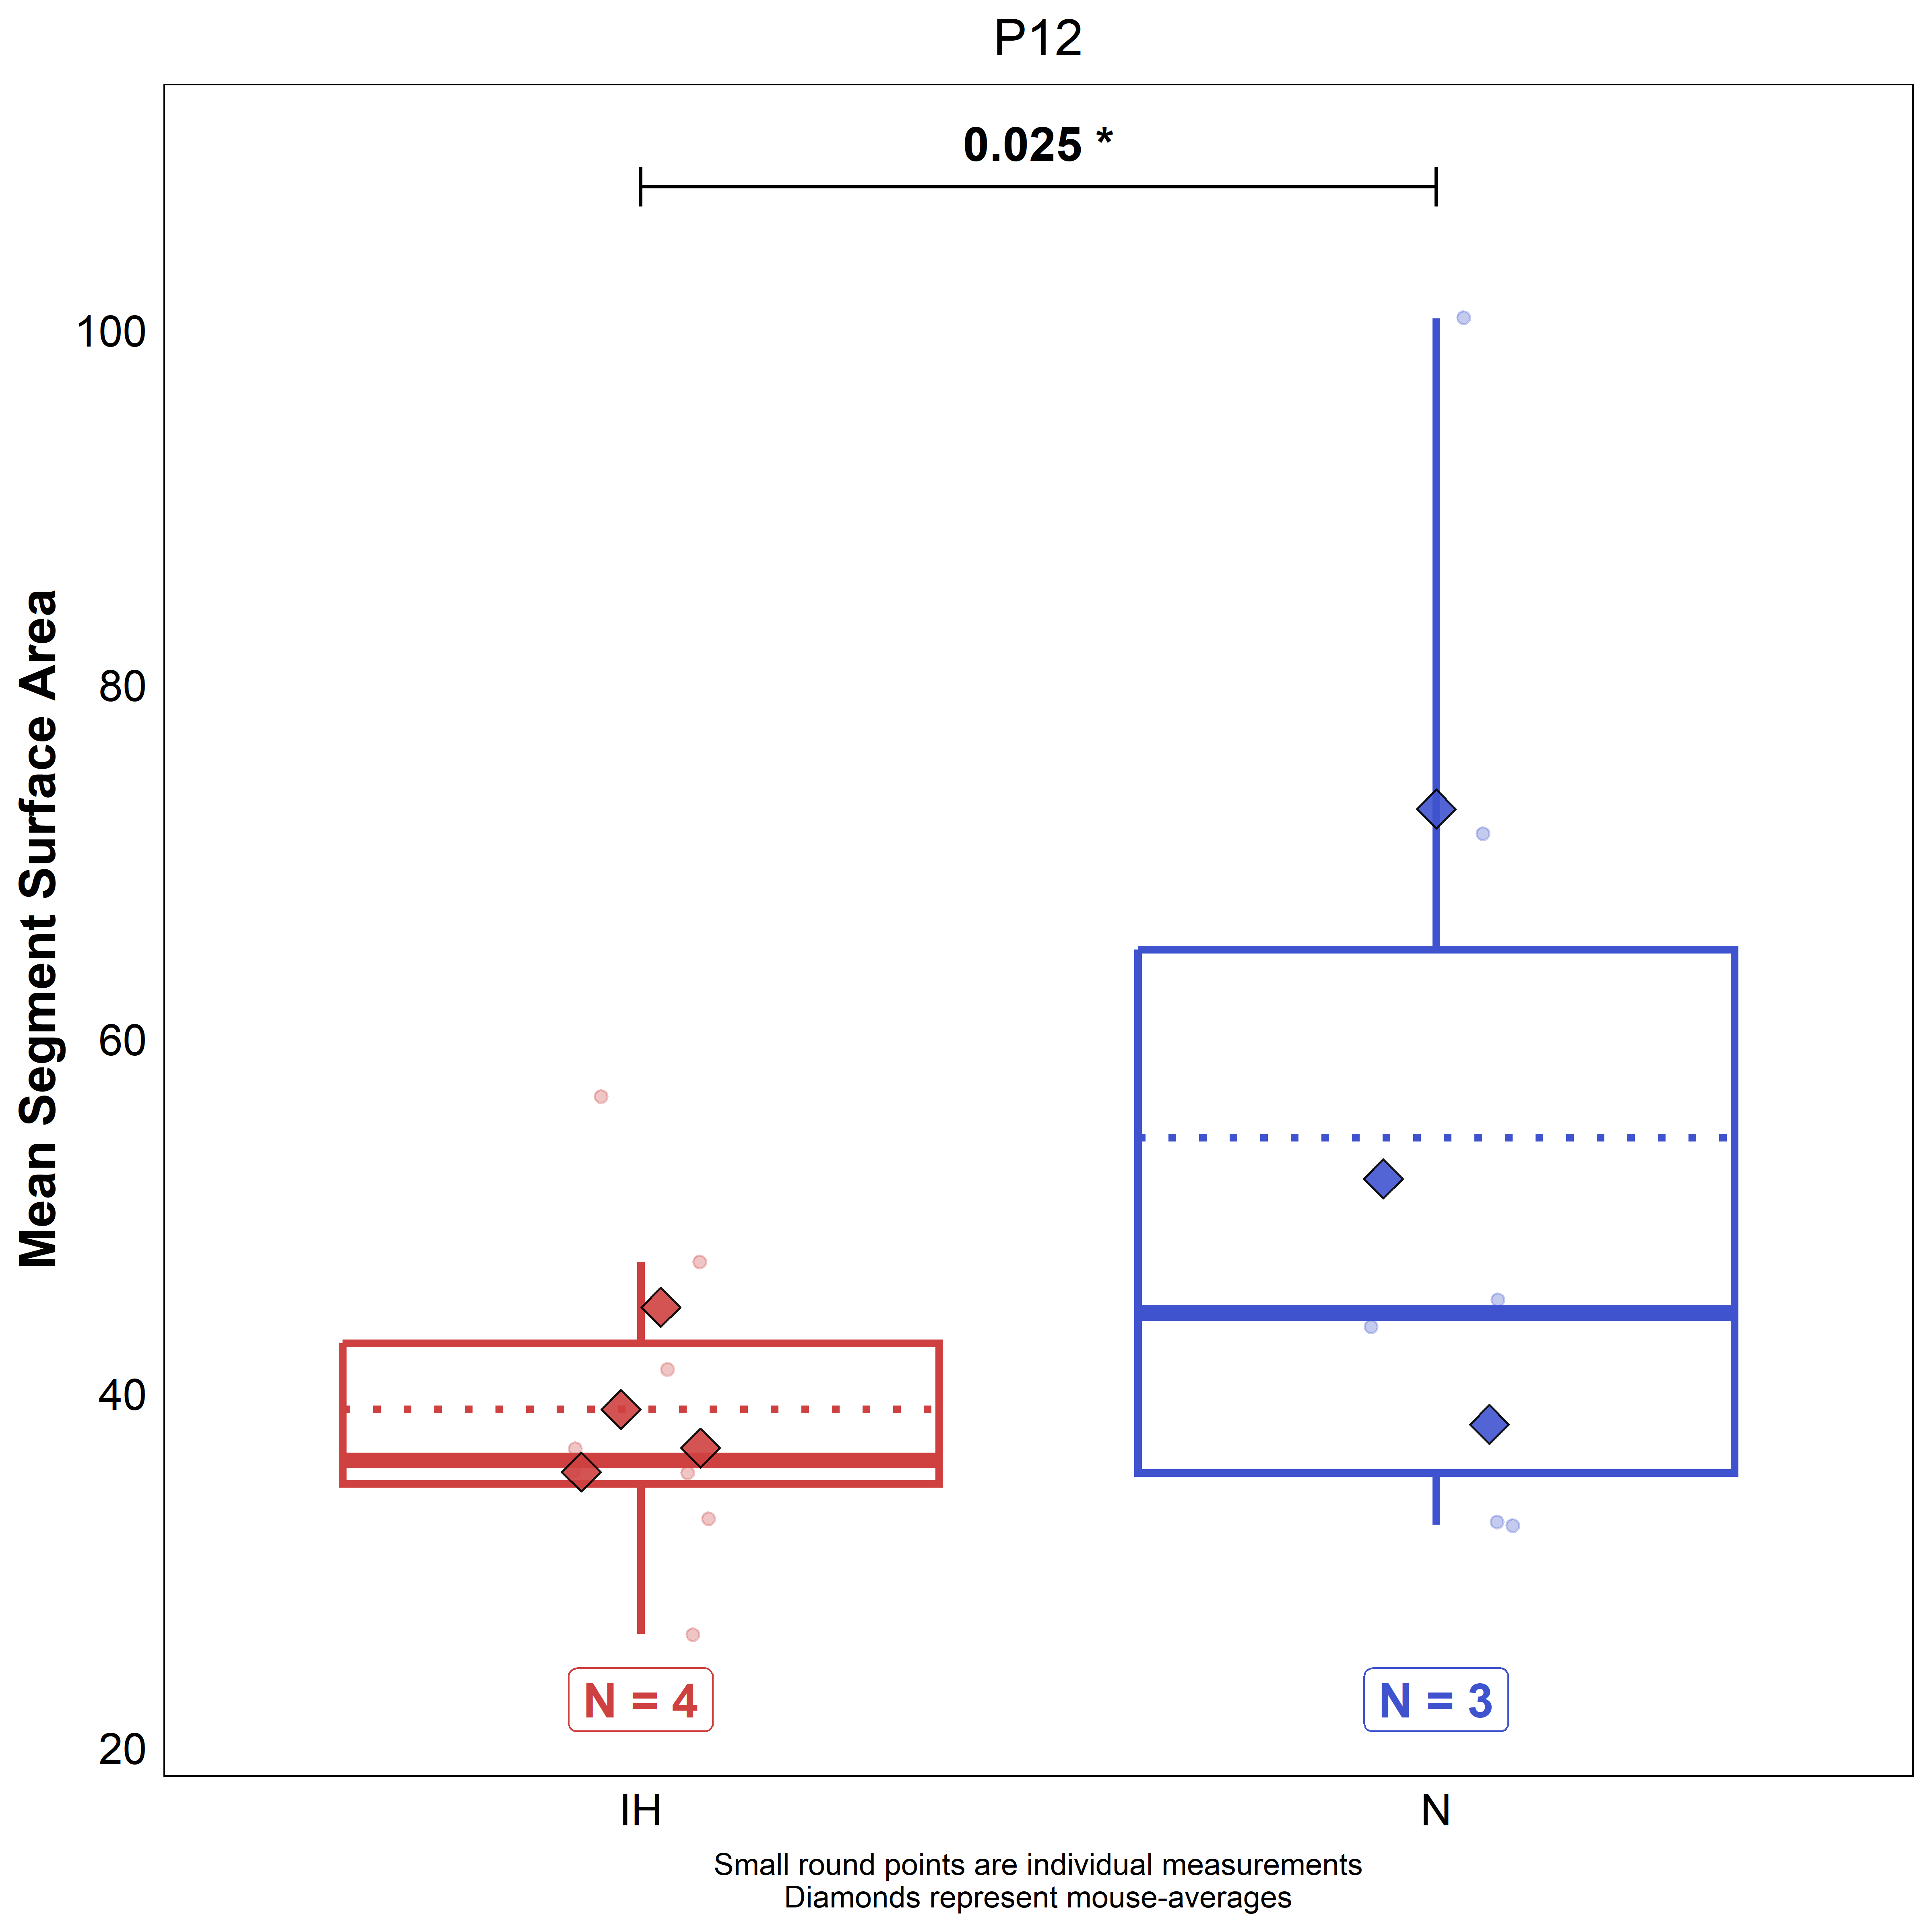 P12
0.025 *
100
80
60
40
20
Mean Segment Surface Area
N = 4
N = 3
IH
N
Small round points are individual measurements
Diamonds represent mouse-averages